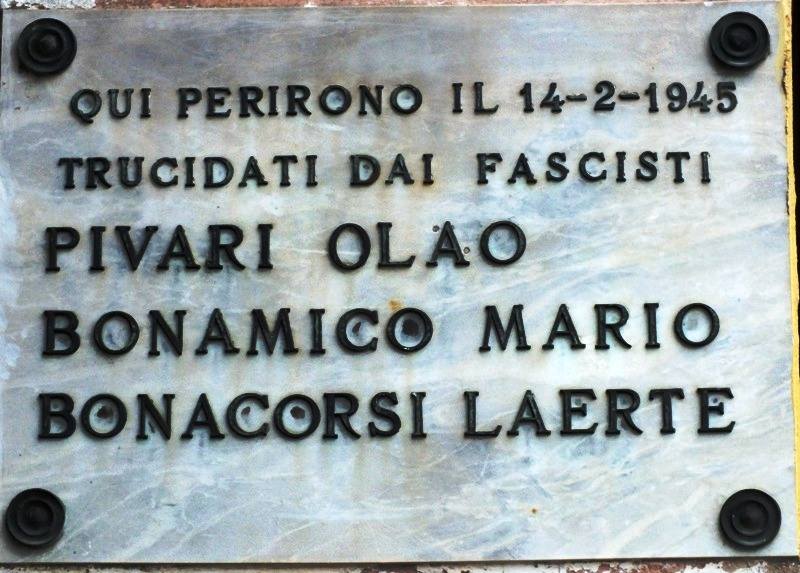 QUI PERIRONO IL 14-2-1945
TRUCIDATI DAI FASCISTI
PIVARI OLAO
BONAMICO MARIO
BONACORSI LAERTE